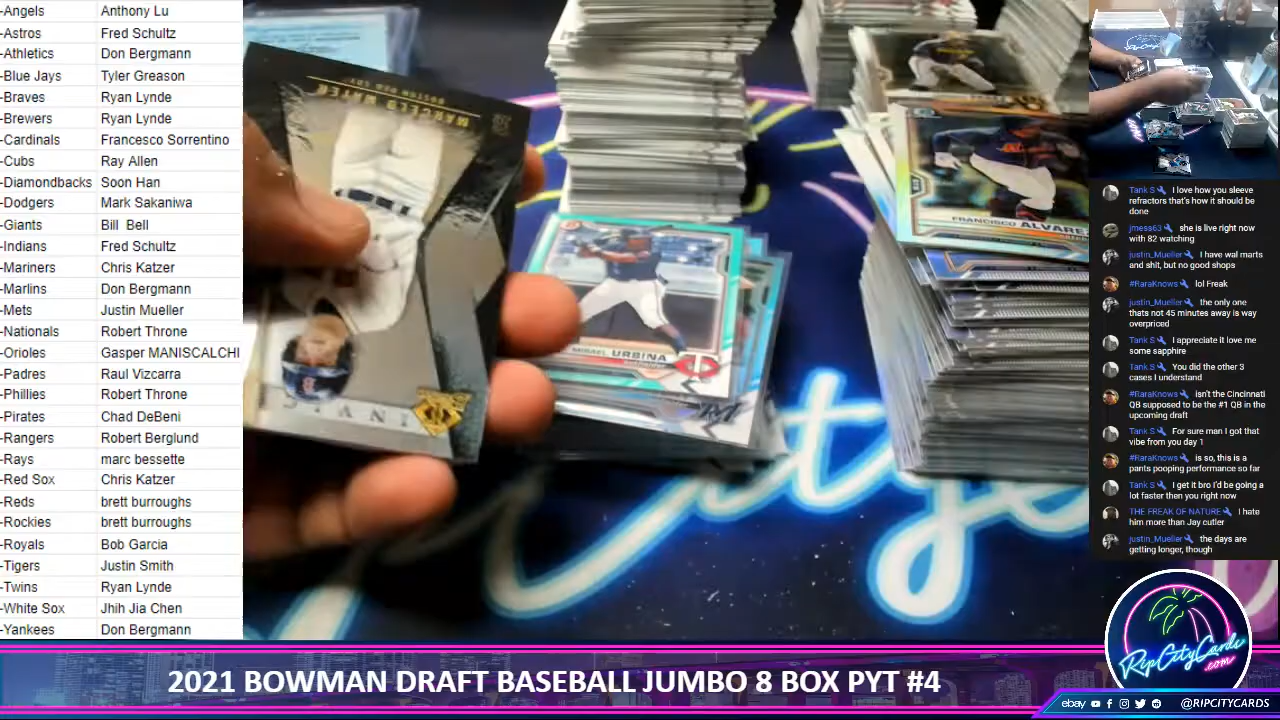 -Angels Anthony Lu
-Astros Fred Schultz
-Athletics Don Bergmann
-Blue Jays Tyler Greason
-Braves Ryan Lynde
-Brewers Ryan Lynde
-Cardinals Francesco Sorrentino
-Cubs Ray Allen
-Diamondbacks Soon Han
-Dodgers Mark Sakaniwa
-Giants Bill Bell
-Indians Fred Schultz
-Mariners Chris Katzer
-Marlins Don Bergmann
-Mets Justin Mueller
-Nationals Robert Throne
-Orioles Gasper MANISCALCHI
-Padres Raul Vizcarra
-Phillies Robert Throne
-Pirates Chad DeBeni
-Rangers Robert Berglund
-Rays marc bessette
-Red Sox Chris Katzer
-Reds brett burroughs
-Rockies brett burroughs
-Royals Bob Garcia
-Tigers Justin Smith
-Twins Ryan Lynde
-White Sox Jhih Jia Chen
-Yankees Don Bergmann
MARCELO MAYER
BOSTON RED SOX
MISAEL URBINA
FRANCISCO ALVARE
City
Tank S I love how you sleeve
refractors that's how it should be
done
jmess63 she is live right now
with 82 watching
justin_Mueller I have wal marts
and shit, but no good shops
#RaraKnows lol Freak
justin_Mueller the only one
thats not 45 minutes away is way
overpriced
Tank S I appreciate it love me
some sapphire
Tank S You did the other 3
cases I understand
#RaraKnows isn't the Cincinnati
QB supposed to be the #1 QB in the
upcoming draft
Tank S For sure man I got that
vibe from you day 1
#RaraKnows is so, this is a
pants pooping performance so far
Tank S I get it bro I'd be going a
lot faster then you right now
THE FREAK OF NATURE I hate
him more than Jay cutler
justin_Mueller the days are
getting longer, though
RipCityCards
.com
2021 BOWMAN DRAFT BASEBALL JUMBO 8 BOX PYT #4
ebay @RIPCITYCARDS